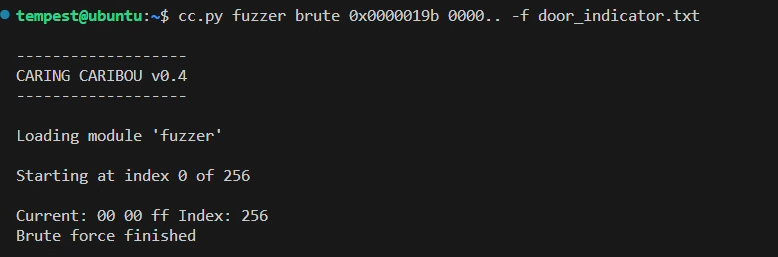 tempest@ubuntu:~$ cc.py fuzzer brute 0x0000019b 0000.. -f door_indicator.txt
-------------------
CARING CARIBOU v0.4
-------------------
Loading module 'fuzzer'
Starting at index 0 of 256
Current: 00 00 ff Index: 256
Brute force finished